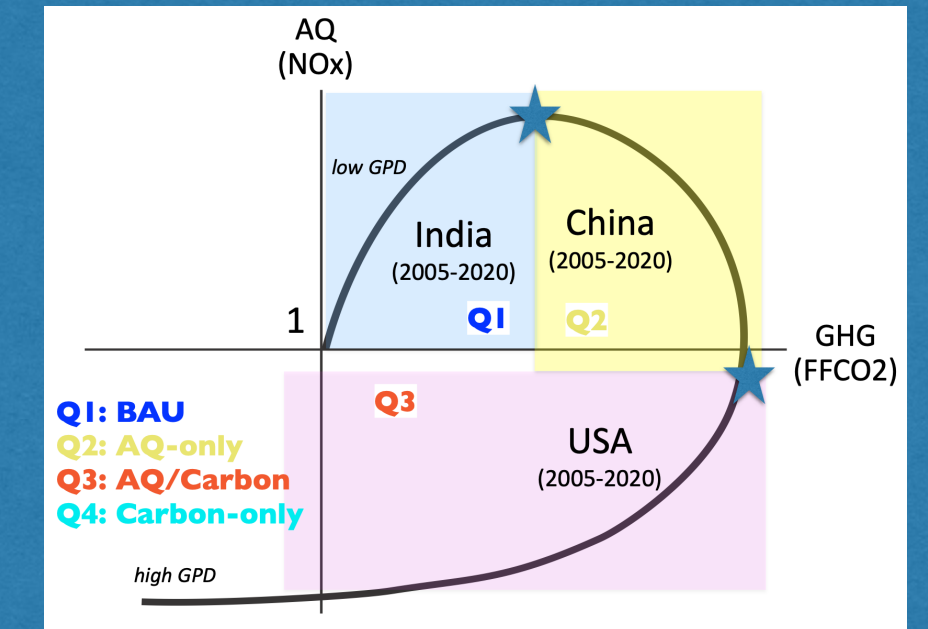 AQ
(NOx)
low GPD
India
(2005-2020)
China
(2005-2020)
1
Q1
Q2
GHG
(FFCO2)
Q3
Q1: BAU
Q2: AQ-only
Q3: AQ/Carbon
Q4: Carbon-only
USA
(2005-2020)
high GPD